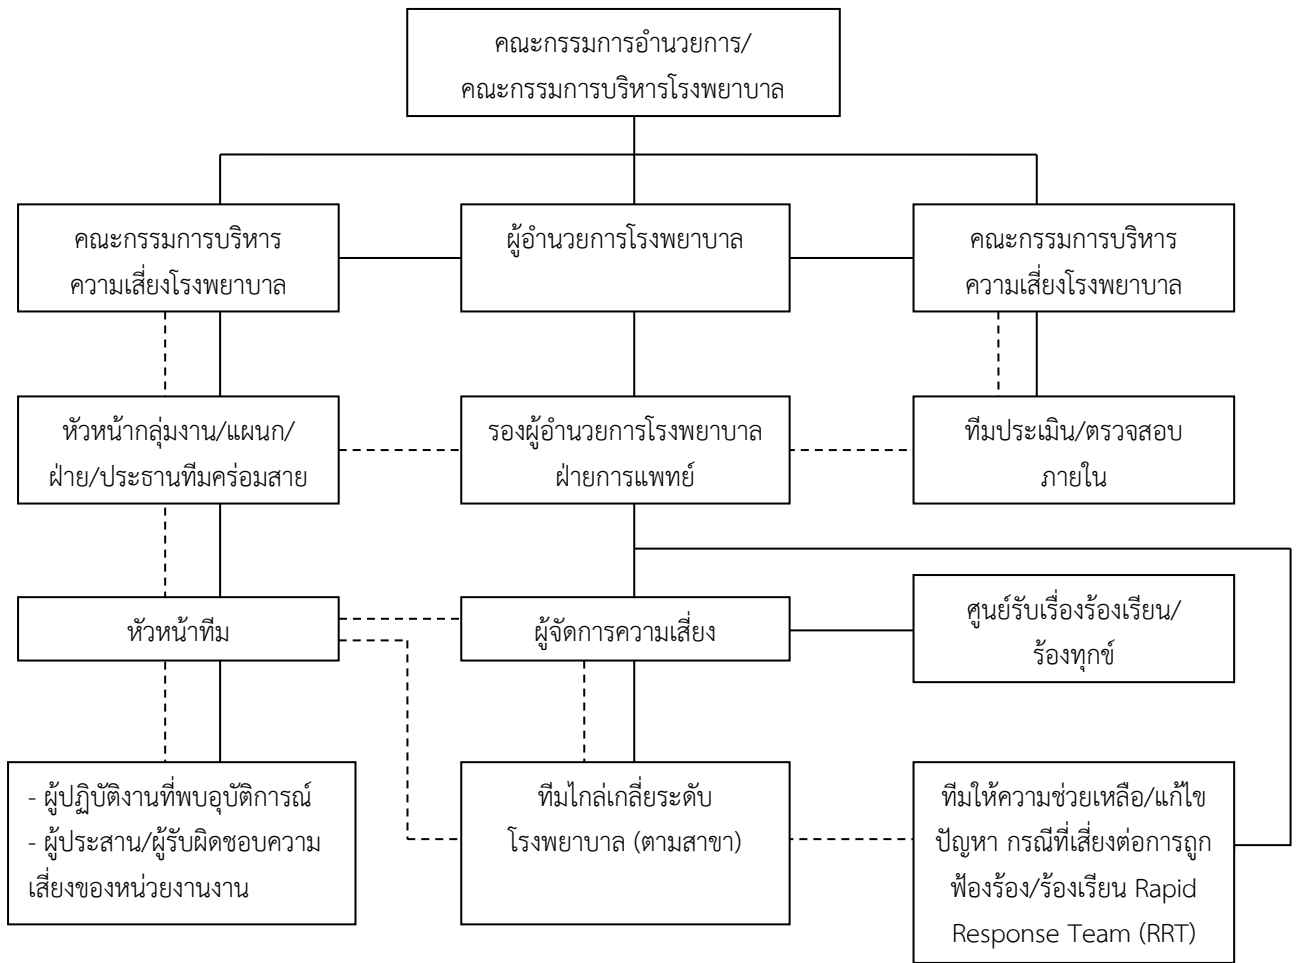 คณะกรรมการอำนวยการ/
คณะกรรมการบริหารโรงพยาบาล
คณะกรรมการบริหาร
ความเสี่ยงโรงพยาบาล
ผู้อำนวยการโรงพยาบาล
คณะกรรมการบริหาร
ความเสี่ยงโรงพยาบาล
หัวหน้ากลุ่มงาน/แผนก/
ฝ่าย/ประธานทีมคร่อมสาย
รองผู้อำนวยการโรงพยาบาล
ฝ่ายการแพทย์
ทีมประเมิน/ตรวจสอบ
ภายใน
หัวหน้าทีม
ผู้จัดการความเสี่ยง
ศูนย์รับเรื่องร้องเรียน/
ร้องทุกข์
- ผู้ปฏิบัติงานที่พบอุบัติการณ์
- ผู้ประสาน/ผู้รับผิดชอบความ
เสี่ยงของหน่วยงานงาน
ทีมไกล่เกลี่ยระดับ
โรงพยาบาล (ตามสาขา)
ทีมให้ความช่วยเหลือ/แก้ไข
ปัญหา กรณีที่เสี่ยงต่อการถูก
ฟ้องร้อง/ร้องเรียน Rapid
Response Team (RRT)